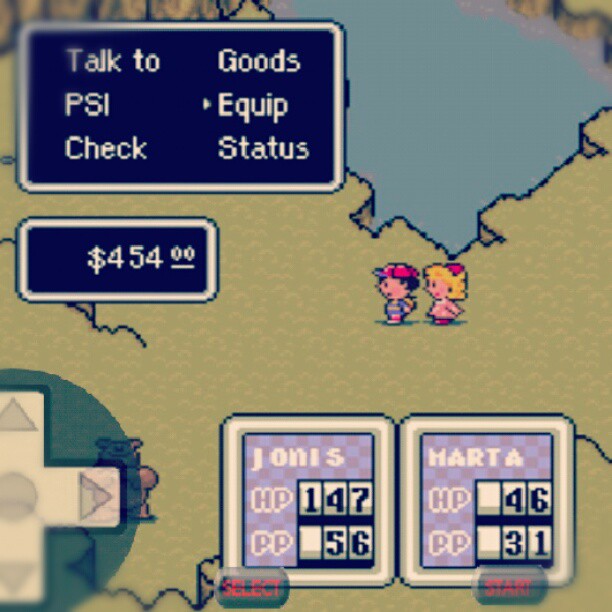 Talk to Goods
PSI Equip
Check Status
$454 00
JONIS
HP 147
PP 56
MARTA
HP 46
PP 31
SELECT
START